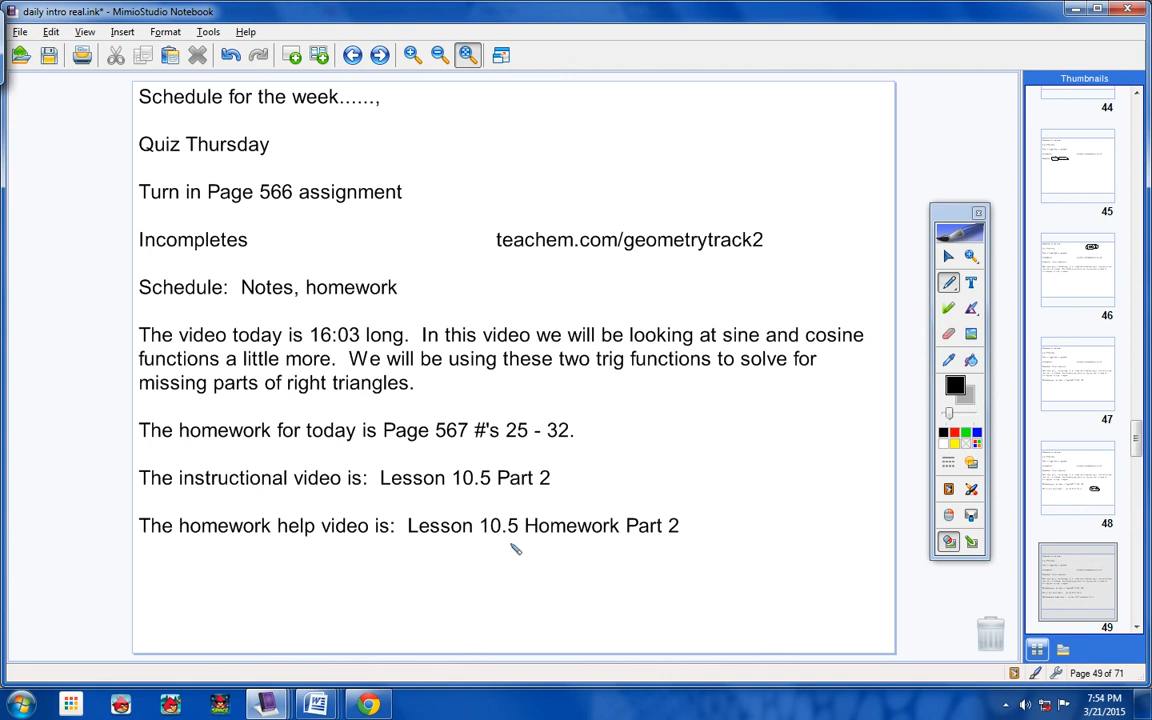 daily intro real.ink* - MimioStudio Notebook
File Edit View Insert Format Tools Help
Schedule for the week......,
Quiz Thursday
Turn in Page 566 assignment
Incompletes teachem.com/geometrytrack2
Schedule: Notes, homework
The video today is 16:03 long. In this video we will be looking at sine and cosine
functions a little more. We will be using these two trig functions to solve for
missing parts of right triangles.
The homework for today is Page 567 #'s 25 - 32.
The instructional video is: Lesson 10.5 Part 2
The homework help video is: Lesson 10.5 Homework Part 2
Thumbnails
44
45
46
47
48
49
Page 49 of 71
7:54 PM
3/21/2015